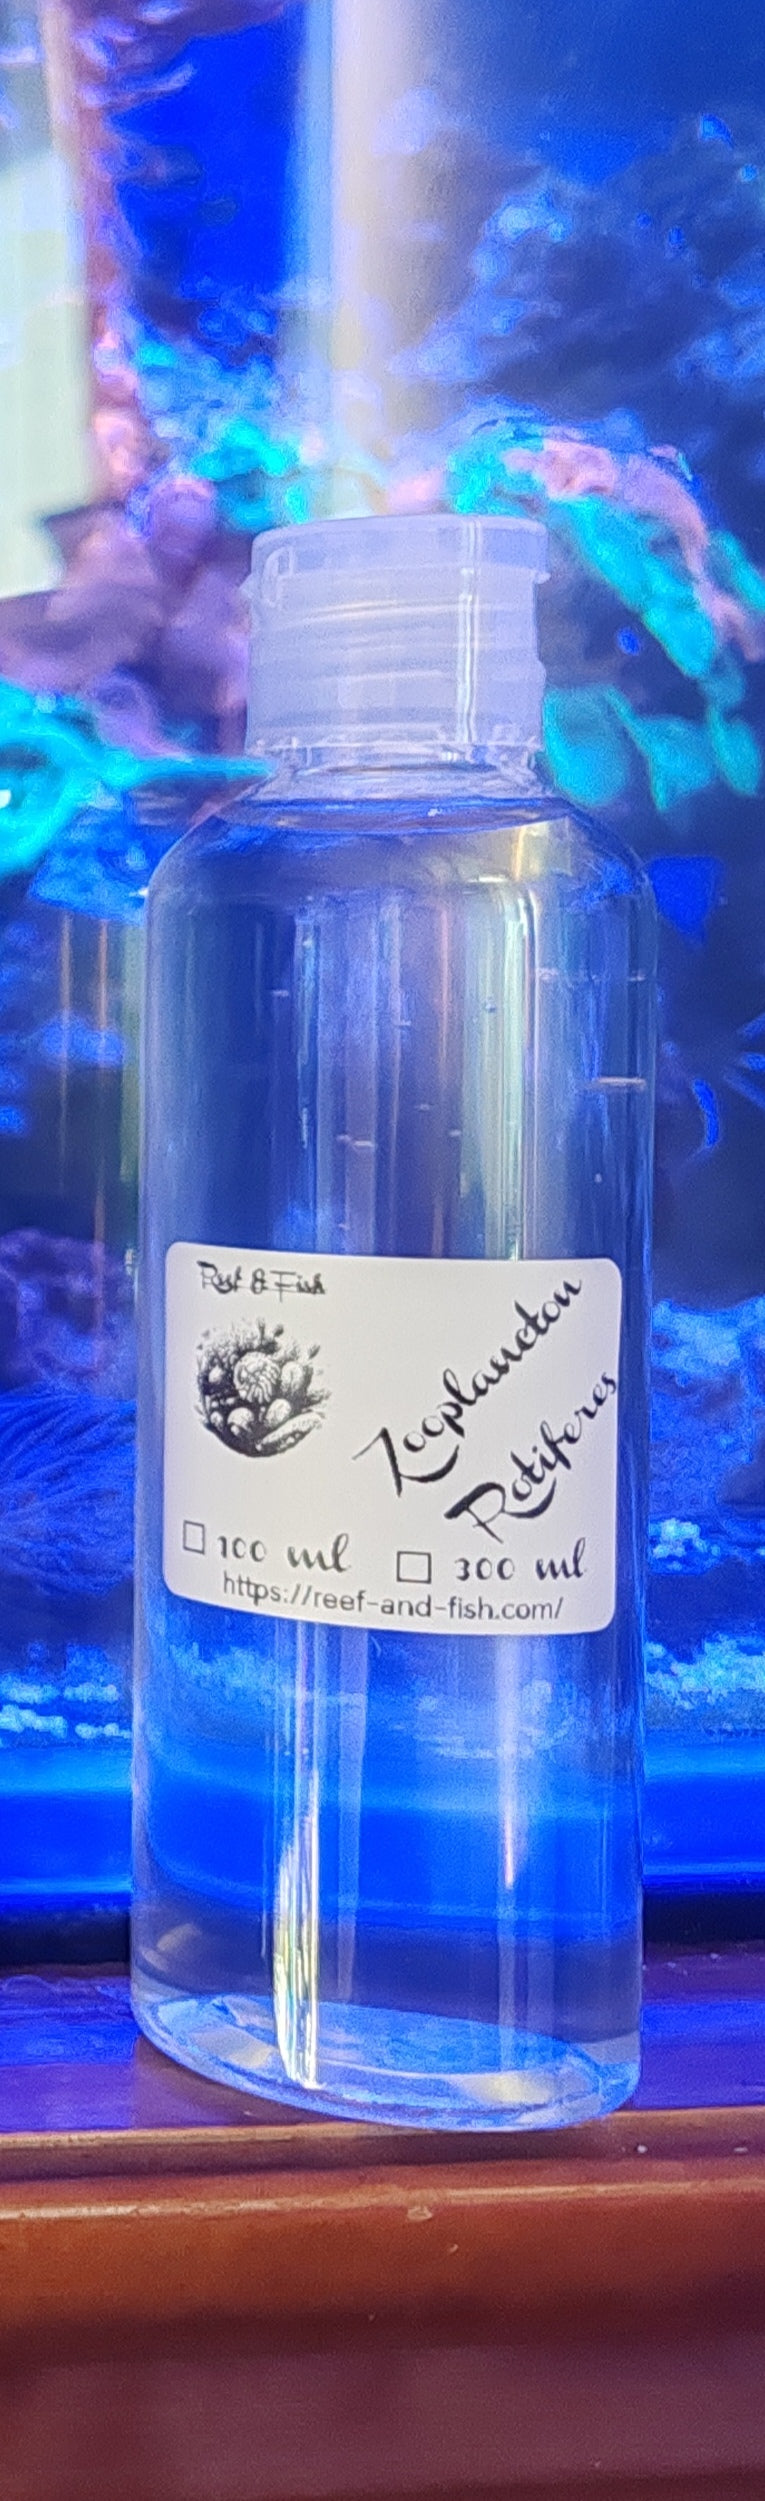 Reef & Fish
Zooplancton
Rotiferes
☐ 100 ml ☐ 300 ml
https://reef-and-fish.com/